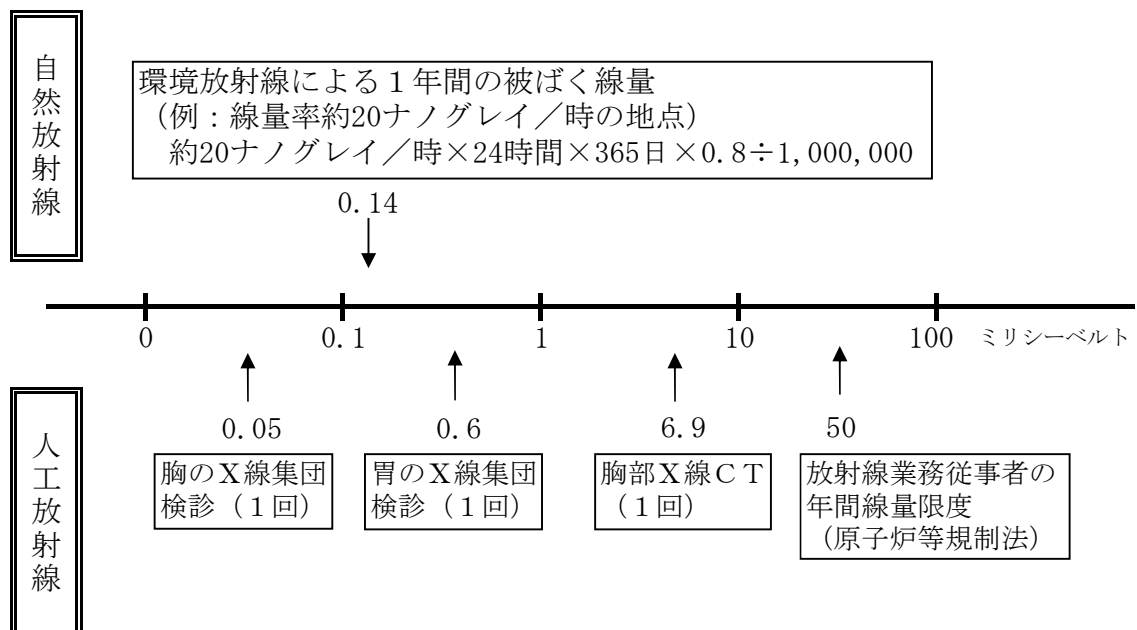 自然放射線
環境放射線による１年間の被ばく線量
（例：線量率約20ナノグレイ／時の地点）
約20ナノグレイ／時×24時間×365日×0.8÷1,000,000
0.14
0
0.1
1
10
100
ミリシーベルト
人工放射線
0.05
胸のＸ線集団
検診（１回）
0.6
胃のＸ線集団
検診（１回）
6.9
胸部Ｘ線ＣＴ
（１回）
50
放射線業務従事者の
年間線量限度
（原子炉等規制法）